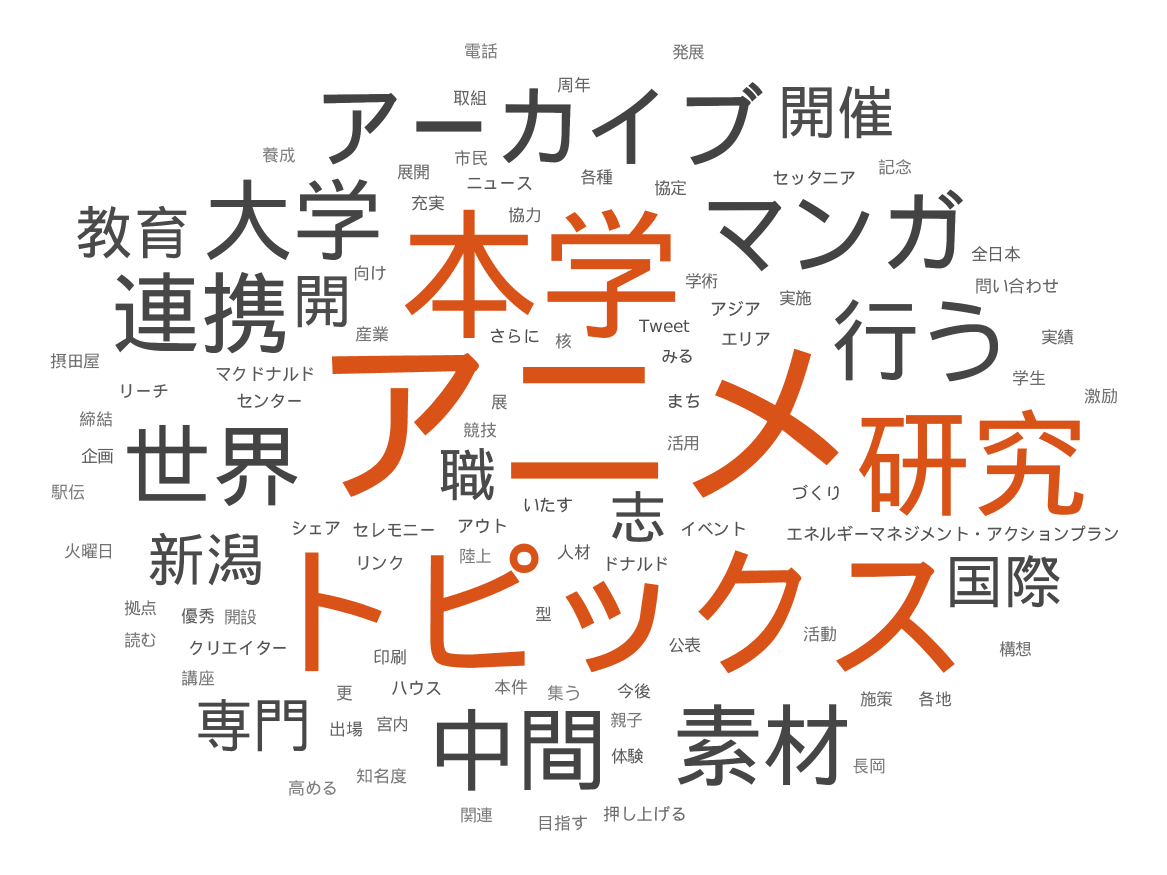 電話
発展
周年
取組
アーカイブ
開催
養成
市民
展開
ニュース
各種
協定
セッタニア
記念
教育
大学
充実
協力
本学
マンガ
全日本
連携
開
向け
学術
問い合わせ
アジア
実施
行う
産業
さらに
核
Tweet
エリア
実績
摂田屋
みる
リーチ
マクドナルド
センター
アニメ
学生
激励
展
まち
締結
競技
研究
企画
世界
職
活用
駅伝
いたす
志
づくり
シェア
セレモニー
アウト
イベント
エネルギーマネジメント・アクションプラン
火曜日
新潟
リンク
陸上
人材
ドナルド
国際
拠点
優秀
開設
トピックス
型
読む
クリエイター
印刷
公表
活動
構想
講座
更
ハウス
本件
集う
今後
施策
各地
専門
出場
宮内
中間
親子
素材
体験
高める
知名度
長岡
関連
目指す
押し上げる